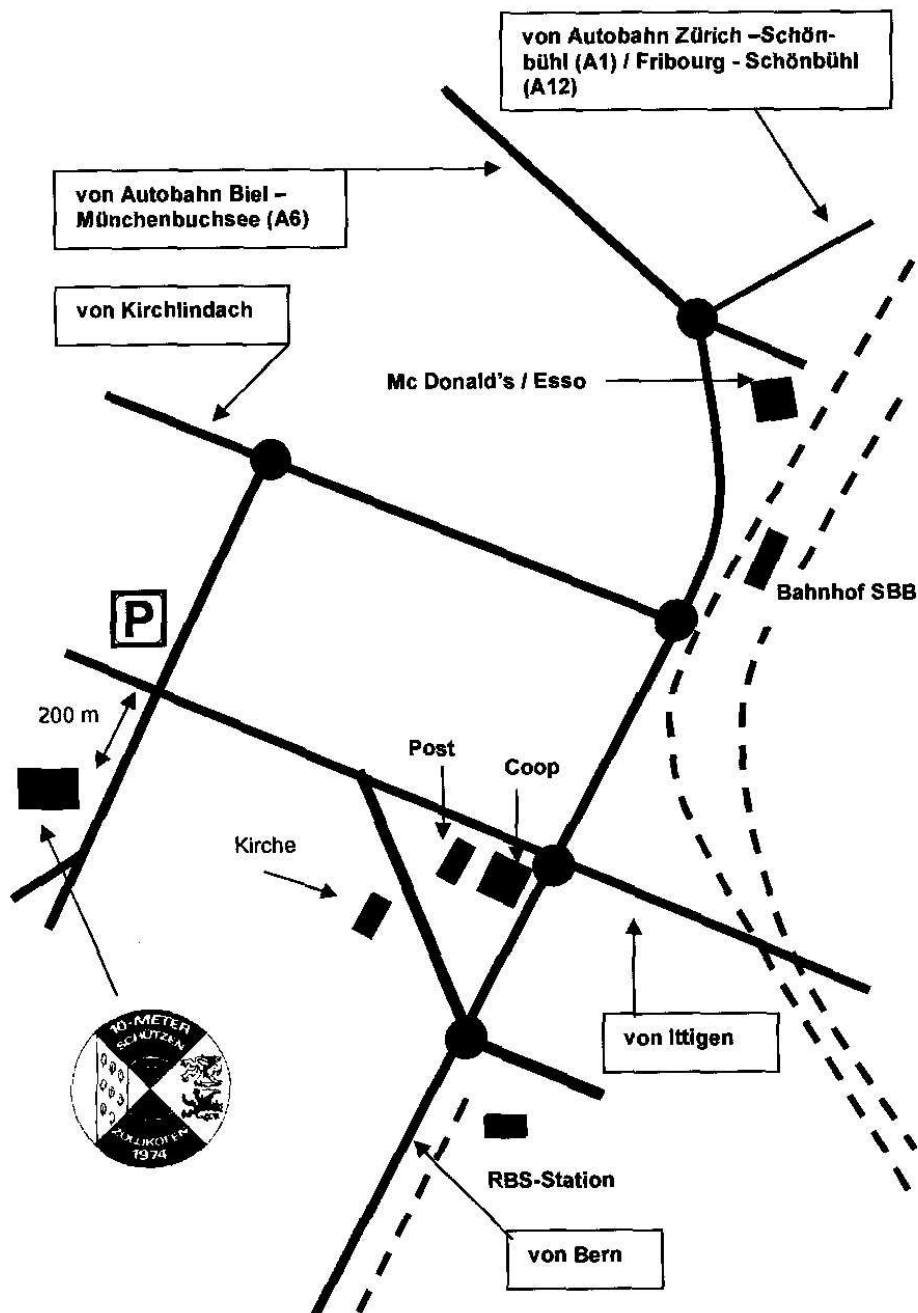 von Autobahn Zürich –Schön-
bühl (A1) / Fribourg - Schönbühl
(A12)
von Autobahn Biel –
Münchenbuchsee (A6)
von Kirchlindach
Mc Donald's / Esso
Bahnhof SBB
P
200 m
Post
Coop
Kirche
von Ittigen
10-METER
SCHÜTZEN
ZOLLIKOFEN
1974
RBS-Station
von Bern